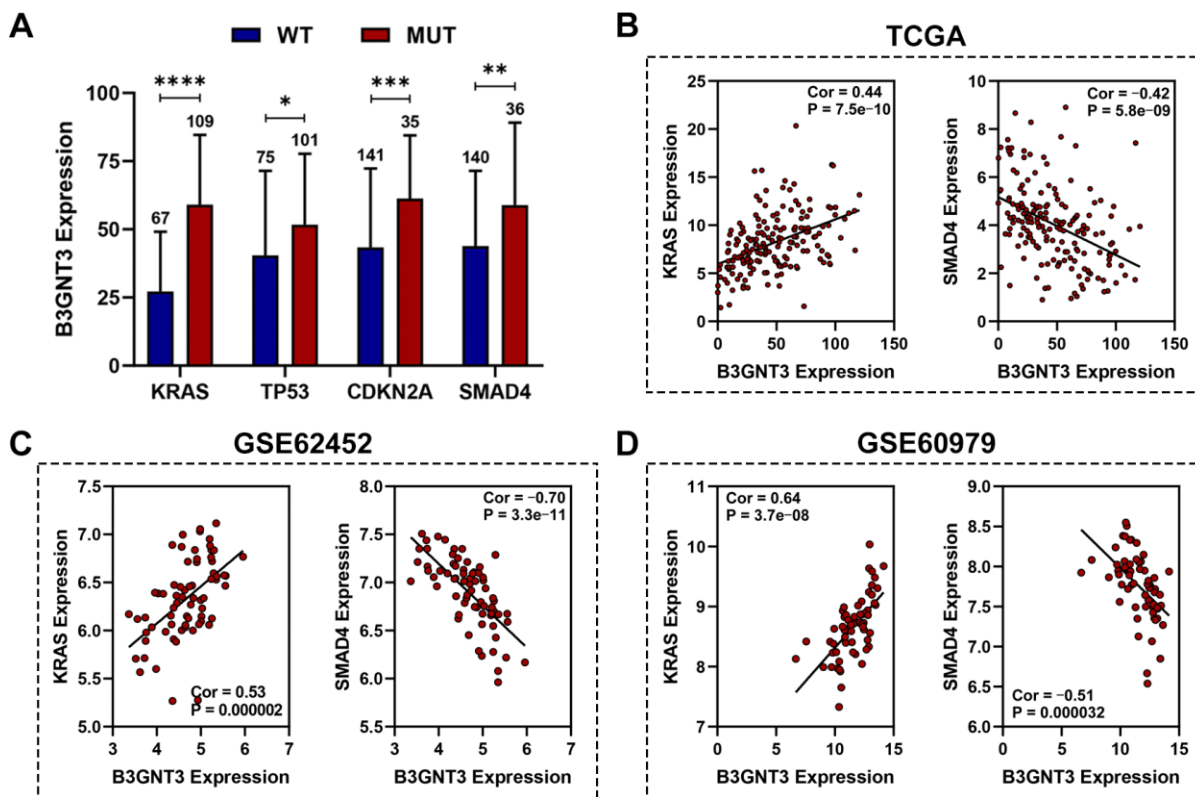 A
WT MUT
B3GNT3 Expression
100
75
50
25
0
**** * *** **
67 109 75 101 141 35 140 36
KRAS TP53 CDKN2A SMAD4
B
TCGA
KRAS Expression
25
20
15
10
5
0
Cor = 0.44
P = 7.5e−10
0 50 100 150
B3GNT3 Expression
SMAD4 Expression
10
8
6
4
2
0
Cor = −0.42
P = 5.8e−09
0 50 100 150
B3GNT3 Expression
C
GSE62452
KRAS Expression
7.5
7.0
6.5
6.0
5.5
5.0
Cor = 0.53
P = 0.000002
3 4 5 6 7
B3GNT3 Expression
SMAD4 Expression
8.0
7.5
7.0
6.5
6.0
5.5
Cor = −0.70
P = 3.3e−11
3 4 5 6 7
B3GNT3 Expression
D
GSE60979
KRAS Expression
11
10
9
8
7
Cor = 0.64
P = 3.7e−08
0 5 10 15
B3GNT3 Expression
SMAD4 Expression
9.0
8.5
8.0
7.5
7.0
6.5
6.0
Cor = −0.51
P = 0.000032
0 5 10 15
B3GNT3 Expression